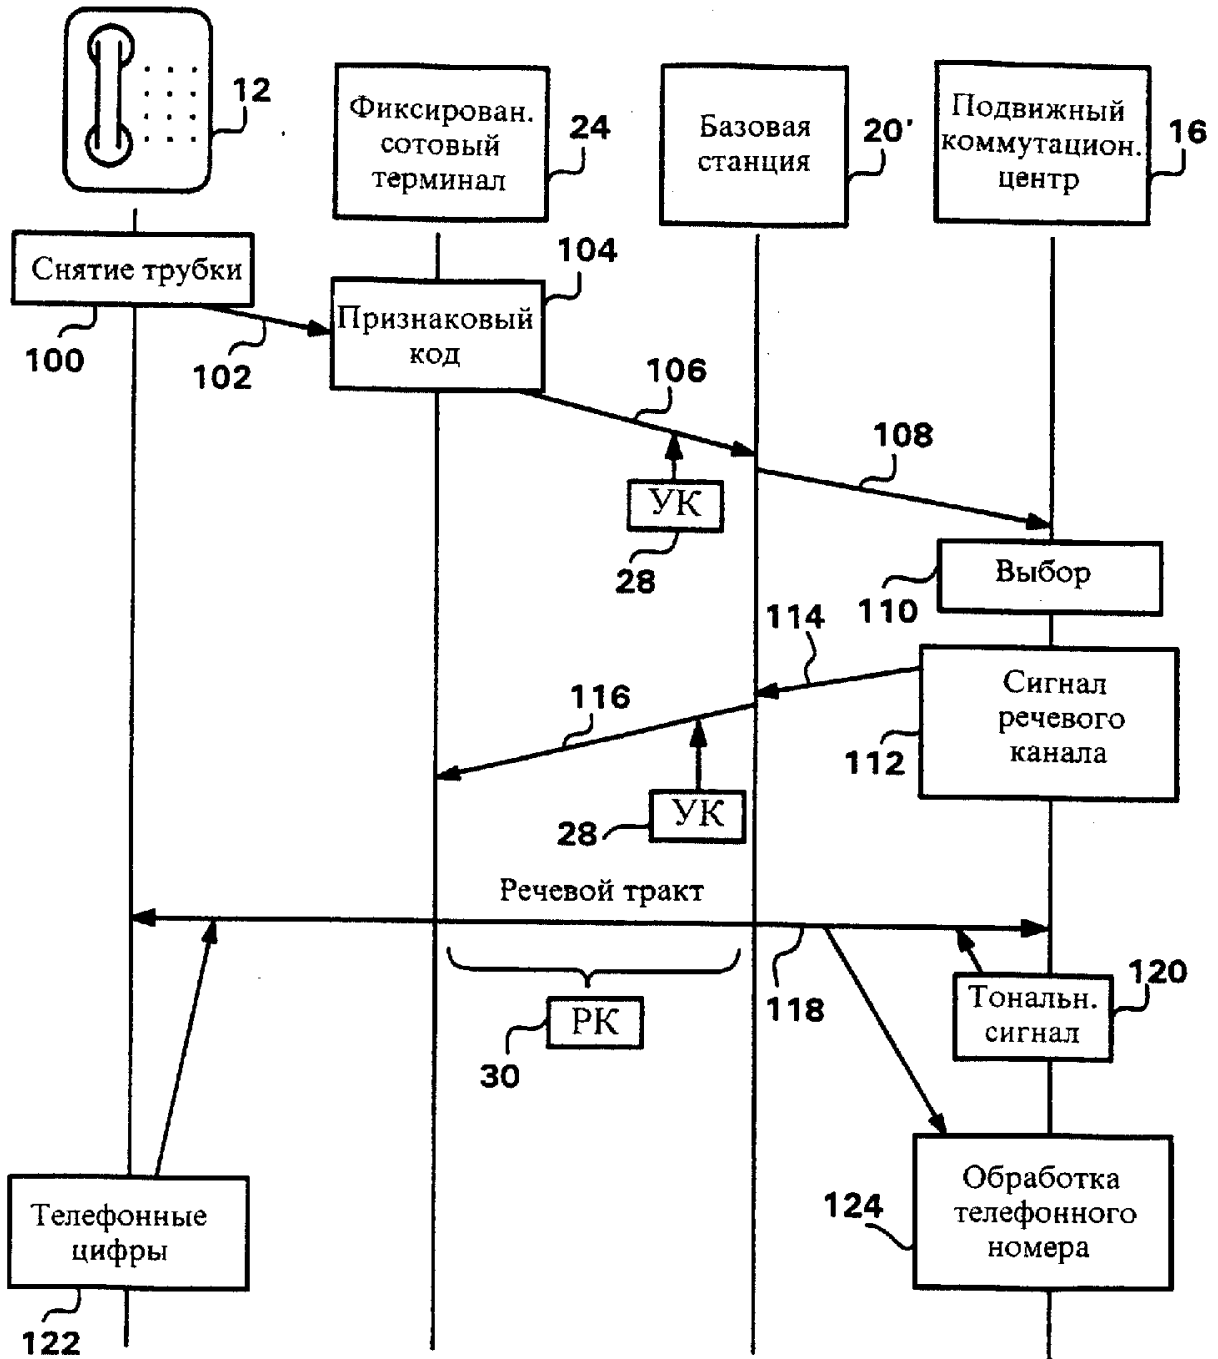 12
Фиксирован.
сотовый
терминал
24
Базовая
станция
20'
Подвижный
коммутацион.
центр
16
Снятие трубки
100
102
Признаковый
код
104
106
УК
28
108
Выбор
110
Сигнал
речевого
канала
112
114
116
УК
28
Речевой тракт
118
РК
30
Тональн.
сигнал
120
Телефонные
цифры
122
Обработка
телефонного
номера
124